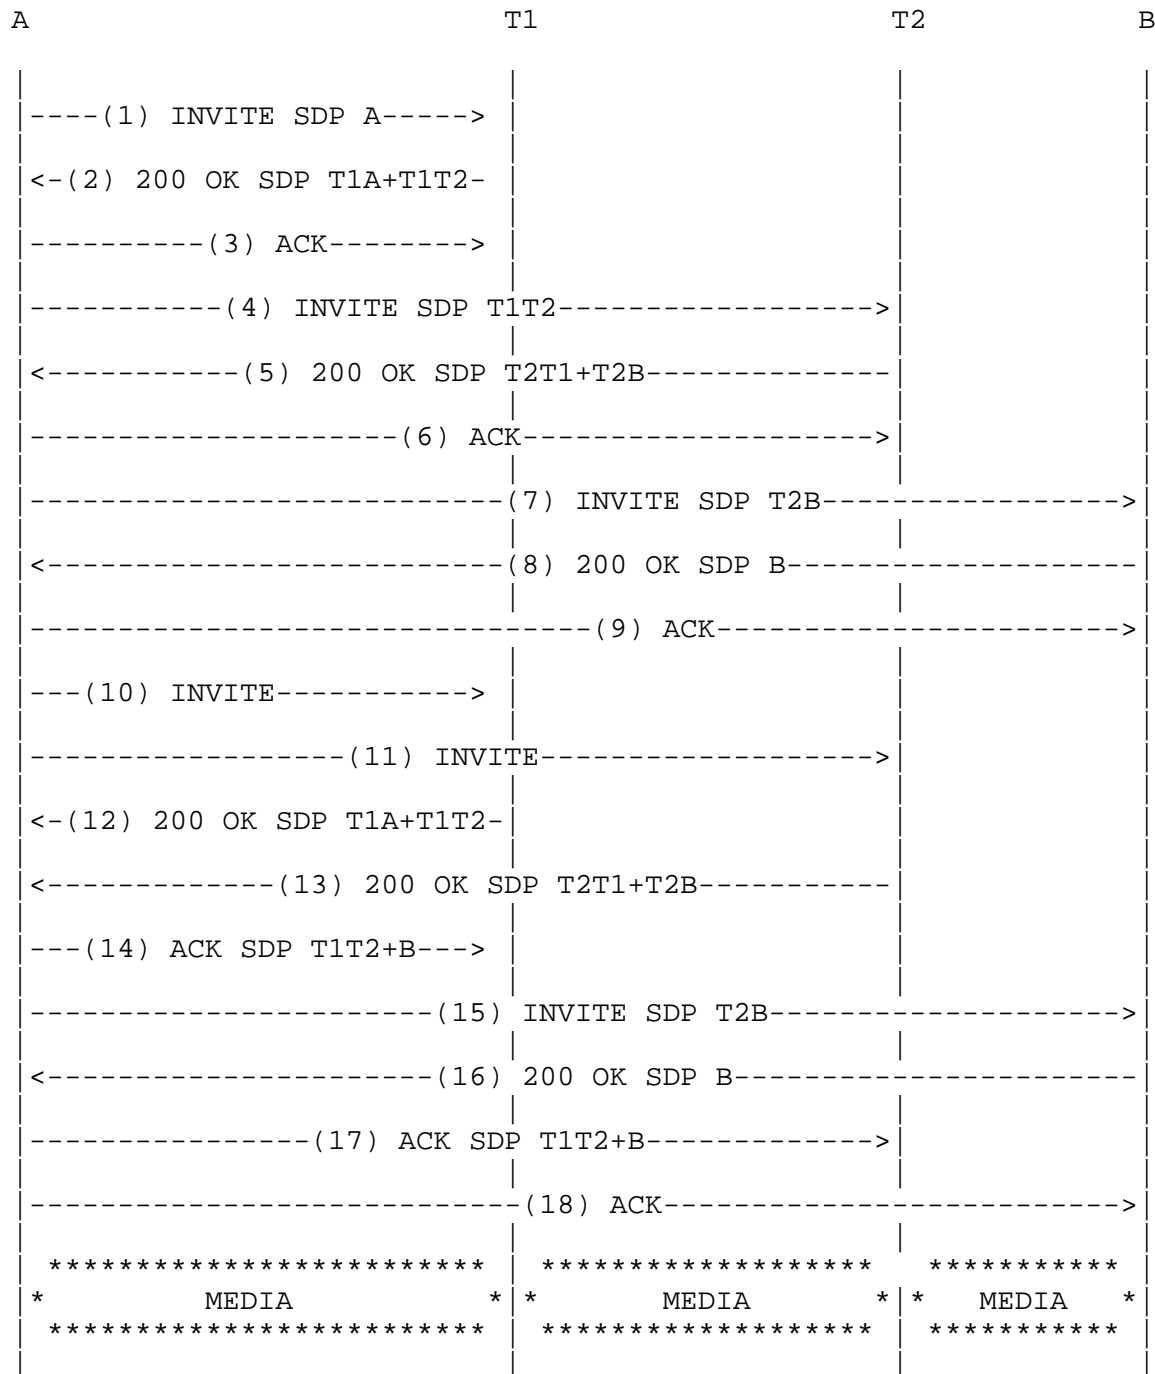 A T1 T2 B
----(1) INVITE SDP A----->
<-(2) 200 OK SDP T1A+T1T2-
----------(3) ACK-------->
-----------(4) INVITE SDP T1T2------------------>
<-----------(5) 200 OK SDP T2T1+T2B--------------
---------------------(6) ACK-------------------->
---------------------------(7) INVITE SDP T2B----------------->
<--------------------------(8) 200 OK SDP B--------------------
--------------------------------(9) ACK----------------------->
---(10) INVITE----------->
------------------(11) INVITE------------------->
<-(12) 200 OK SDP T1A+T1T2-
<-------------(13) 200 OK SDP T2T1+T2B-----------
---(14) ACK SDP T1T2+B--->
-----------------------(15) INVITE SDP T2B-------------------->
<----------------------(16) 200 OK SDP B-----------------------
----------------(17) ACK SDP T1T2+B------------->
----------------------------(18) ACK-------------------------->
************************* ******************* ***********
* MEDIA * * MEDIA * * MEDIA *
************************* ******************* ***********